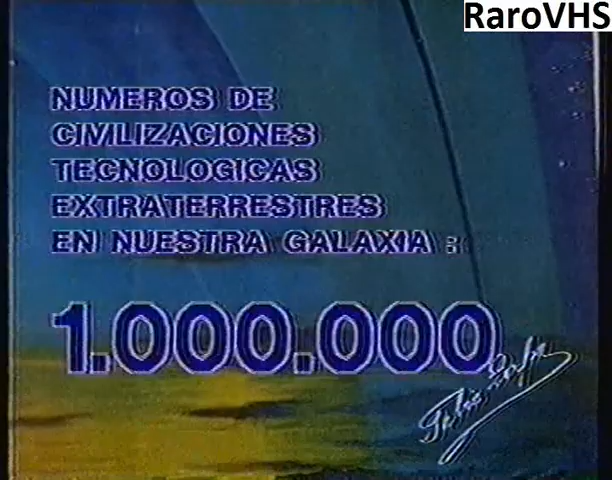 RaroVHS
NUMEROS DE
CIVILIZACIONES
TECNOLOGICAS
EXTRATERRESTRES
EN NUESTRA GALAXIA :
1.000.000